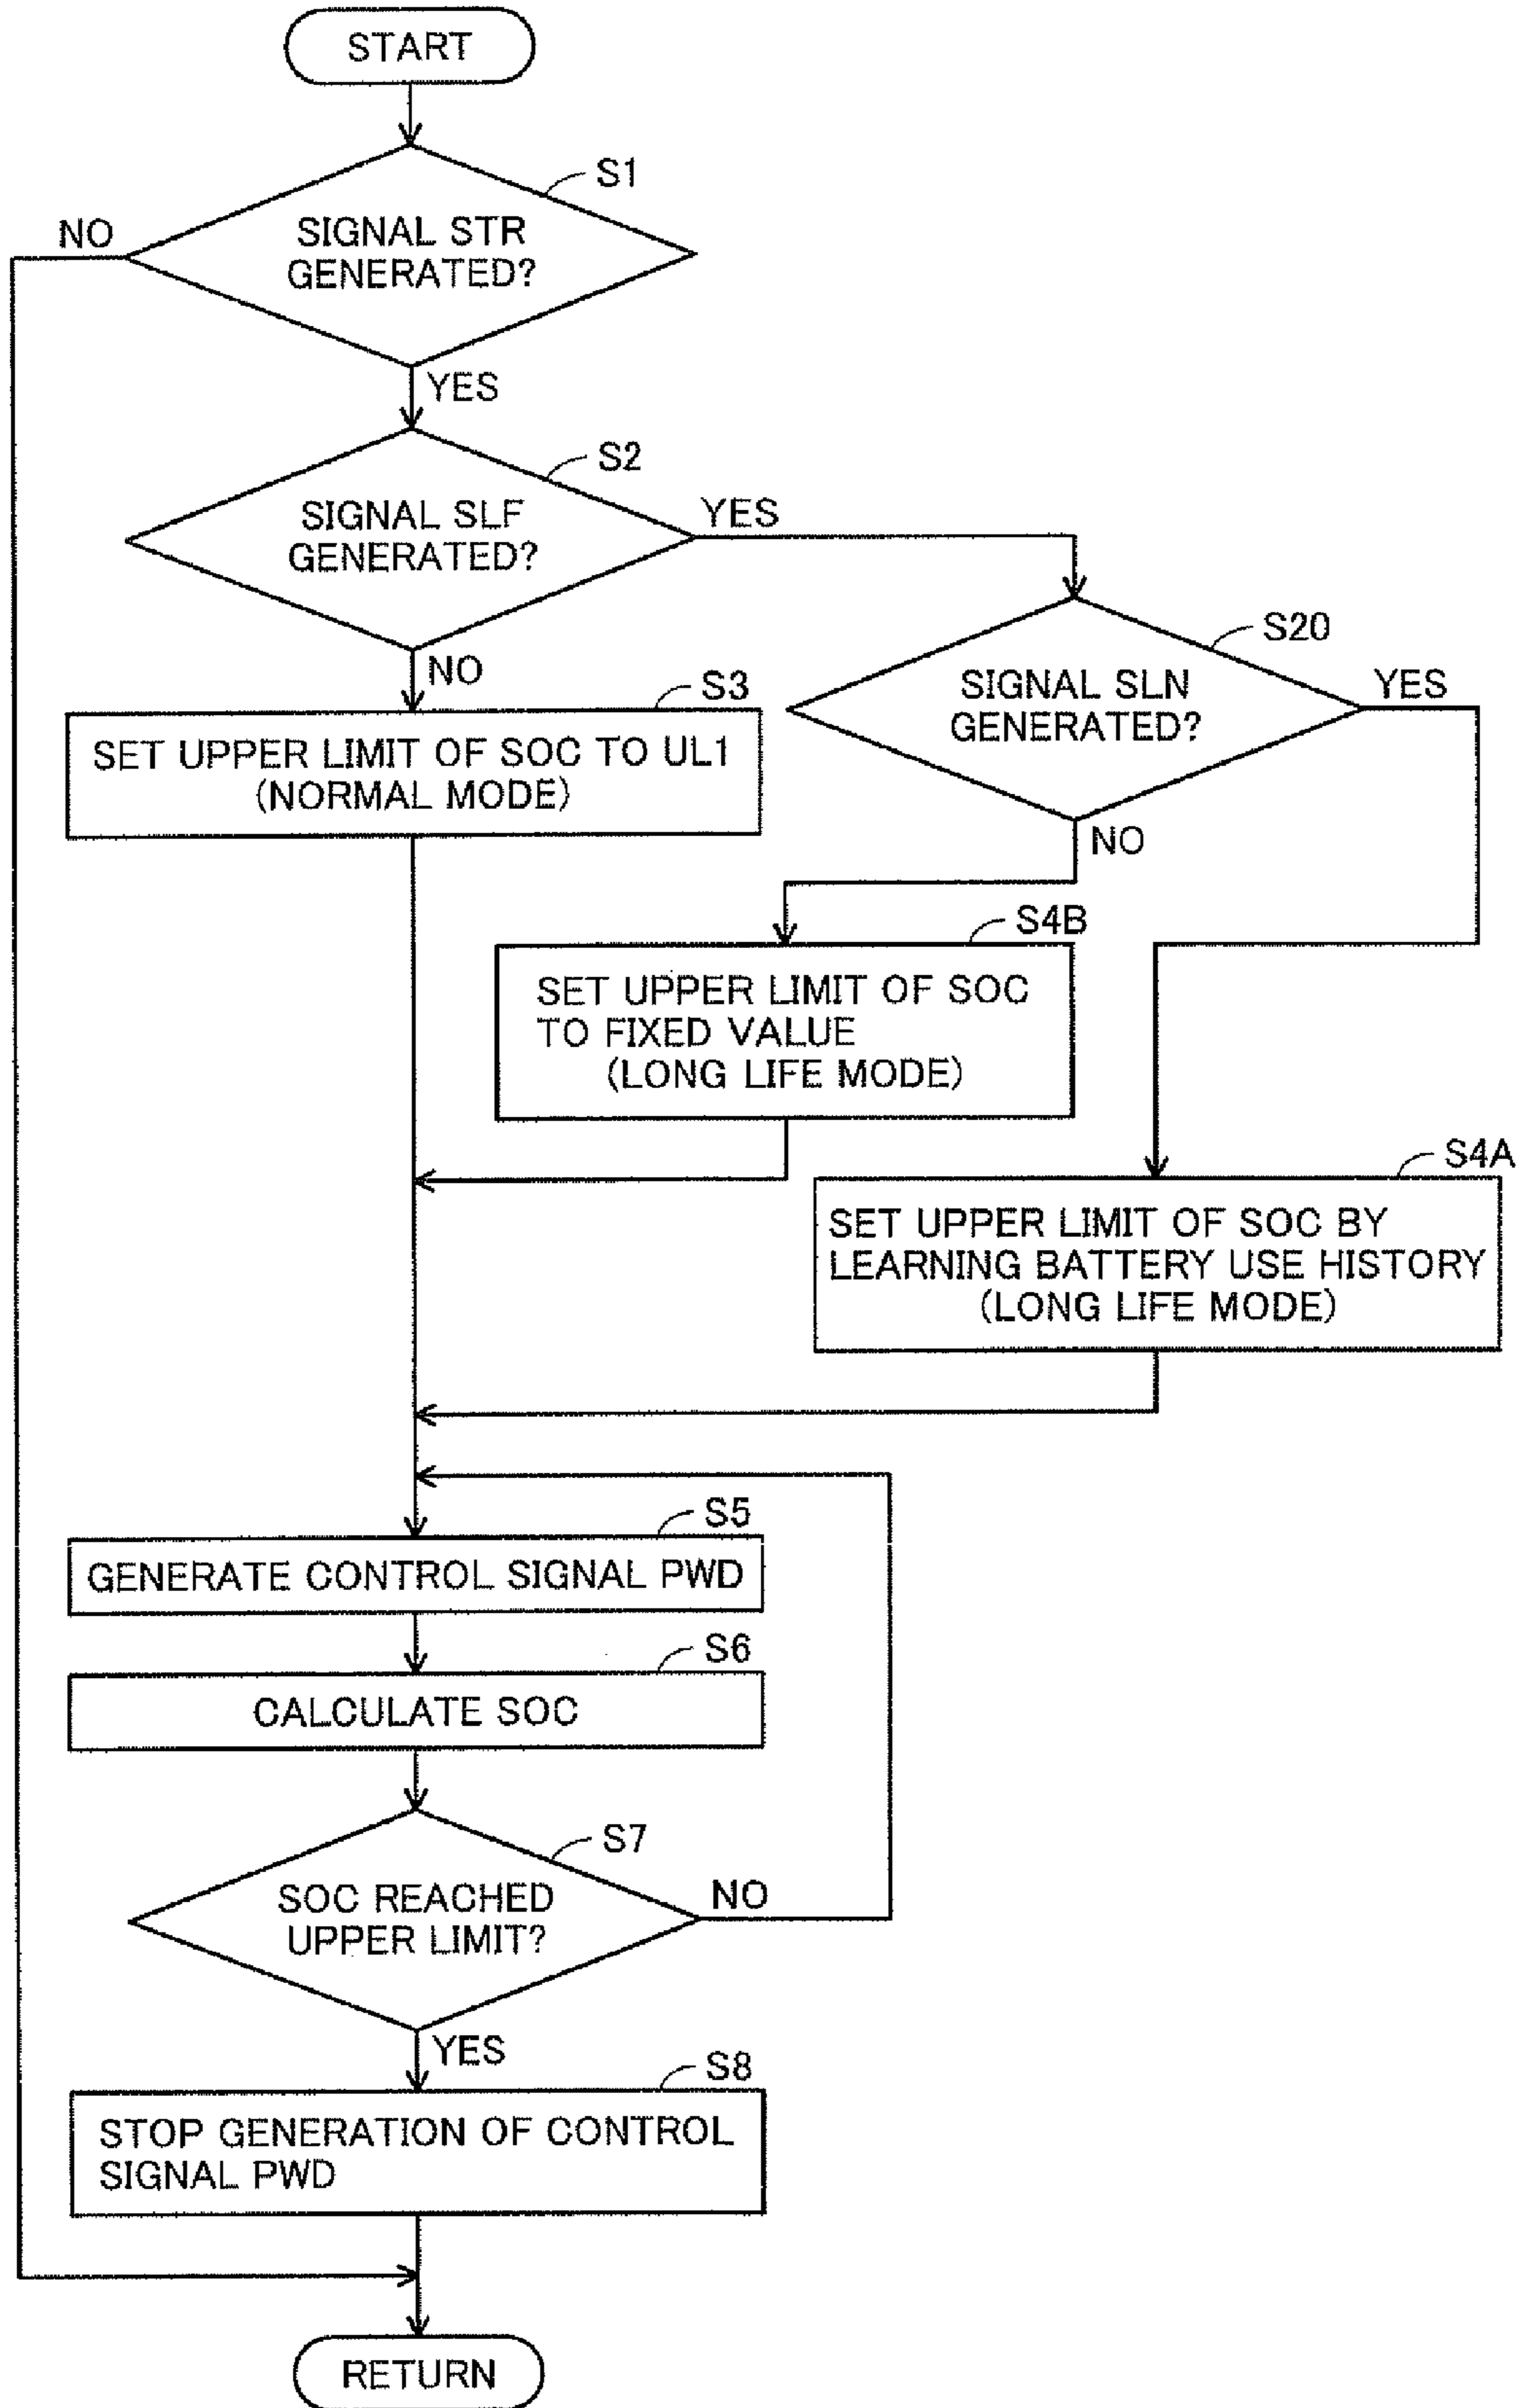 START
S1
NO
SIGNAL STR
GENERATED?
YES
S2
SIGNAL SLF
GENERATED?
YES
S20
NO
SIGNAL SLN
GENERATED?
YES
S3
SET UPPER LIMIT OF SOC TO UL1
(NORMAL MODE)
NO
S4B
SET UPPER LIMIT OF SOC
TO FIXED VALUE
(LONG LIFE MODE)
S4A
SET UPPER LIMIT OF SOC BY
LEARNING BATTERY USE HISTORY
(LONG LIFE MODE)
S5
GENERATE CONTROL SIGNAL PWD
S6
CALCULATE SOC
S7
SOC REACHED
UPPER LIMIT?
NO
YES
S8
STOP GENERATION OF CONTROL
SIGNAL PWD
RETURN